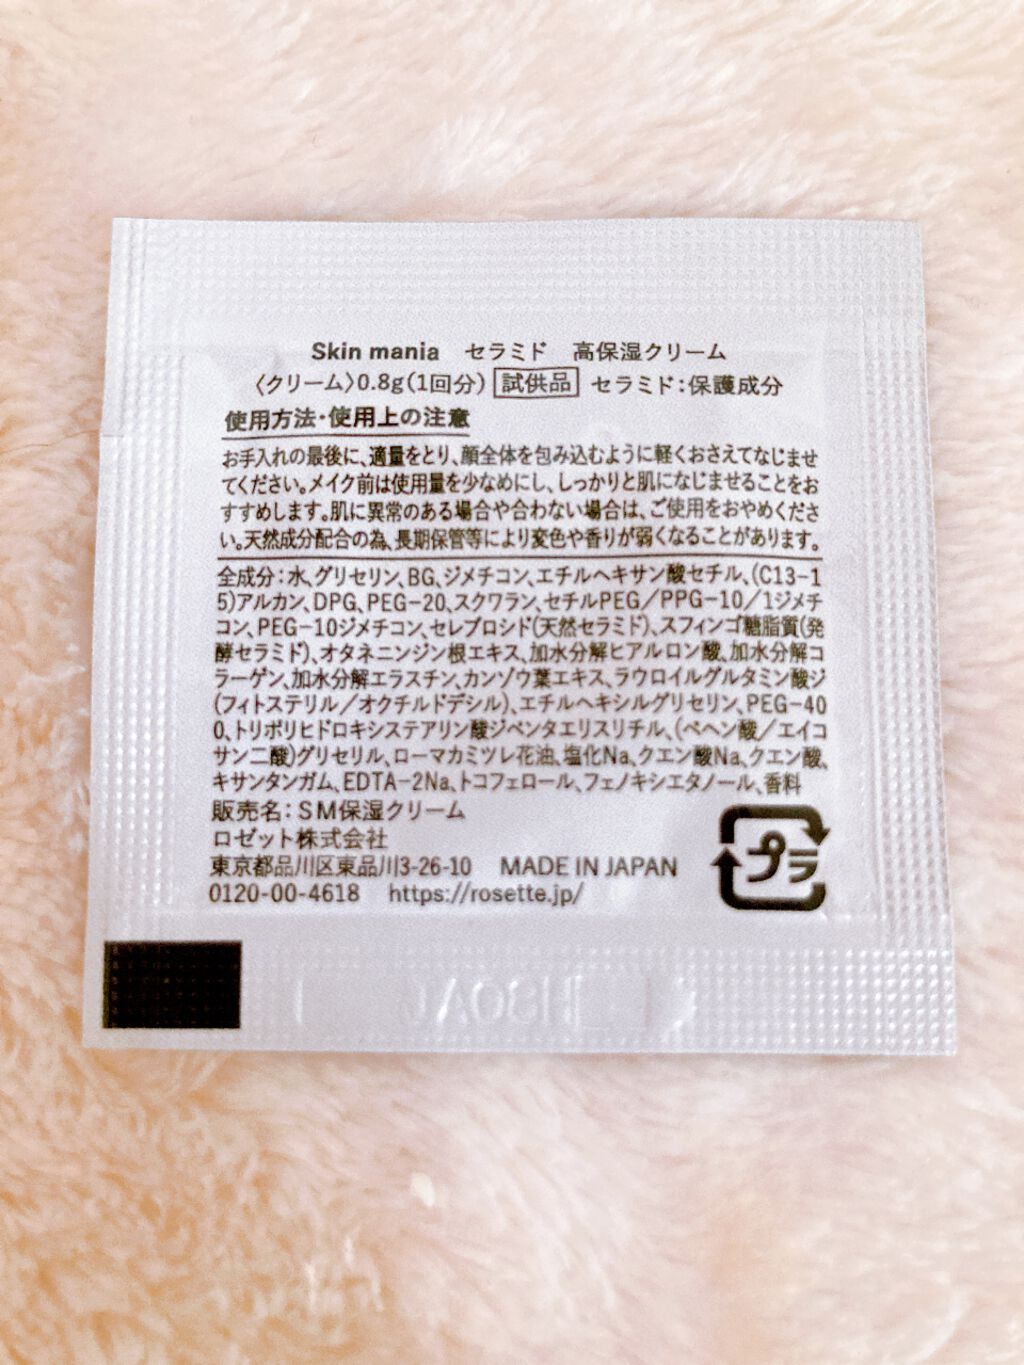 Skin mania セラミド 高保湿クリーム
〈クリーム〉0.8g(1回分) 試供品 セラミド:保護成分
使用方法・使用上の注意
お手入れの最後に、適量をとり、顔全体を包み込むように軽くおさえてなじませ
てください。メイク前は使用量を少なめにし、しっかりと肌になじませることをお
すすめします。肌に異常のある場合や合わない場合は、ご使用をおやめくださ
い。天然成分配合の為、長期保管等により変色や香りが弱くなることがあります。
全成分:水、グリセリン、BG、ジメチコン、エチルヘキサン酸セチル、(C13-1
5)アルカン、DPG、PEG-20、スクワラン、セチルPEG/PPG-10/1ジメチ
コン、PEG-10ジメチコン、セレブロシド(天然セラミド)、スフィンゴ糖脂質(発
酵セラミド)、オタネニンジン根エキス、加水分解ヒアルロン酸、加水分解コ
ラーゲン、加水分解エラスチン、カンゾウ葉エキス、ラウロイルグルタミン酸ジ
(フィトステリル/オクチルドデシル)、エチルヘキシルグリセリン、PEG-40
0、トリポリヒドロキシステアリン酸ジペンタエリスリチル、(ベヘン酸/エイコ
サン二酸)グリセリル、ローマカミツレ花油、塩化Na、クエン酸Na、クエン酸、
キサンタンガム、EDTA-2Na、トコフェロール、フェノキシエタノール、香料
販売名:SM保湿クリーム
ロゼット株式会社
東京都品川区東品川3-26-10 MADE IN JAPAN
0120-00-4618 https://rosette.jp/
プラ